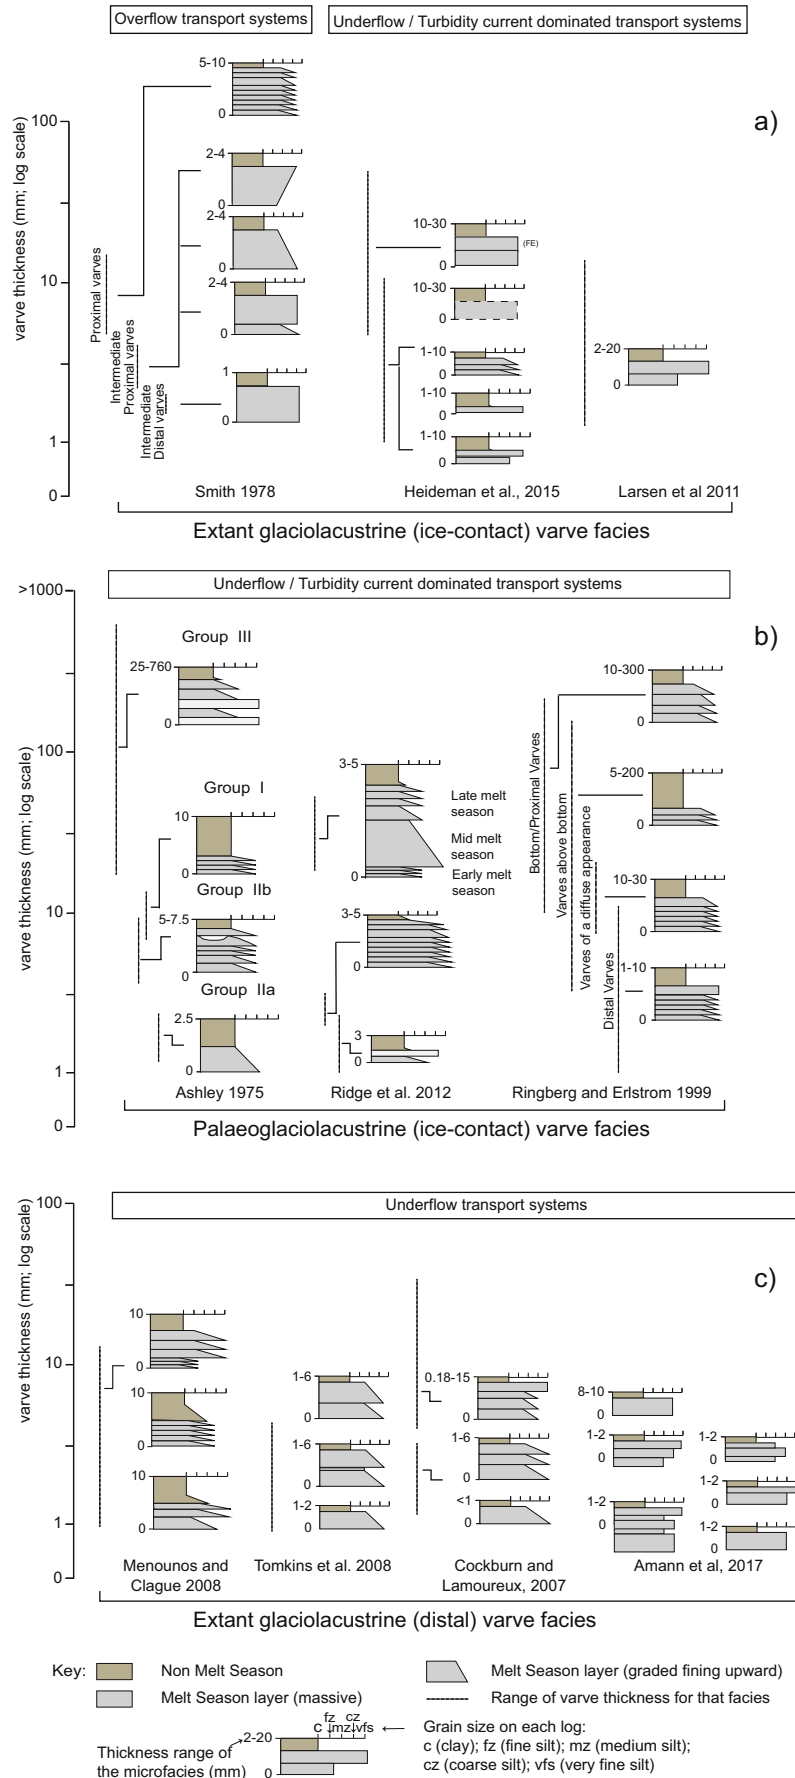 Overflow transport systems
Underflow / Turbidity current dominated transport systems
a)
varve thickness (mm; log scale)
100
10
1
0
Proximal varves
Intermediate
Proximal varves
Intermediate
Distal varves
5-10
0
2-4
0
2-4
0
2-4
0
1
0
10-30
(FE)
0
10-30
0
1-10
0
1-10
0
1-10
0
2-20
0
Smith 1978
Heideman et al., 2015
Larsen et al 2011
Extant glaciolacustrine (ice-contact) varve facies
Underflow / Turbidity current dominated transport systems
b)
varve thickness (mm; log scale)
>1000
100
10
1
0
Group III
25-760
0
Group I
10
0
Group IIb
5-7.5
0
Group IIa
2.5
0
3-5
Late melt
season
Mid melt
season
Early melt
season
0
3-5
0
3
0
Bottom/Proximal Varves
Varves above bottom
Varves of a diffuse appearance
Distal Varves
10-300
0
5-200
0
10-30
0
1-10
0
Ashley 1975
Ridge et al. 2012
Ringberg and Erlstrom 1999
Palaeoglaciolacustrine (ice-contact) varve facies
Underflow transport systems
c)
varve thickness (mm; log scale)
100
10
1
0
10
0
10
0
10
0
1-6
0
1-6
0
1-2
0
0.18-15
0
1-6
0
<1
0
8-10
0
1-2
0
1-2
0
1-2
0
1-2
0
1-2
0
Menounos and
Clague 2008
Tomkins et al. 2008
Cockburn and
Lamoureux, 2007
Amann et al, 2017
Extant glaciolacustrine (distal) varve facies
Key:
Non Melt Season
Melt Season layer (massive)
Melt Season layer (graded fining upward)
Range of varve thickness for that facies
Thickness range of
the microfacies (mm)
2-20
0
fz cz
c mz vfs
Grain size on each log:
c (clay); fz (fine silt); mz (medium silt);
cz (coarse silt); vfs (very fine silt)